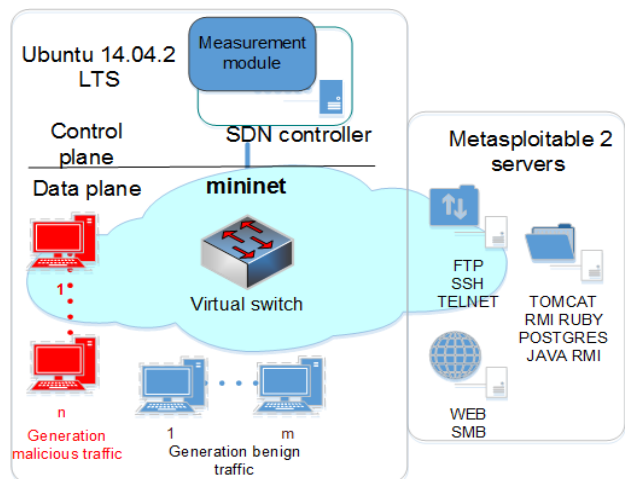 Ubuntu 14.04.2
LTS
Measurement
module
Control
plane
SDN controller
Data plane
mininet
Virtual switch
1
n
Generation
malicious traffic
1
m
Generation benign
traffic
Metasploitable 2
servers
FTP
SSH
TELNET
TOMCAT
RMI RUBY
POSTGRES
JAVA RMI
WEB
SMB